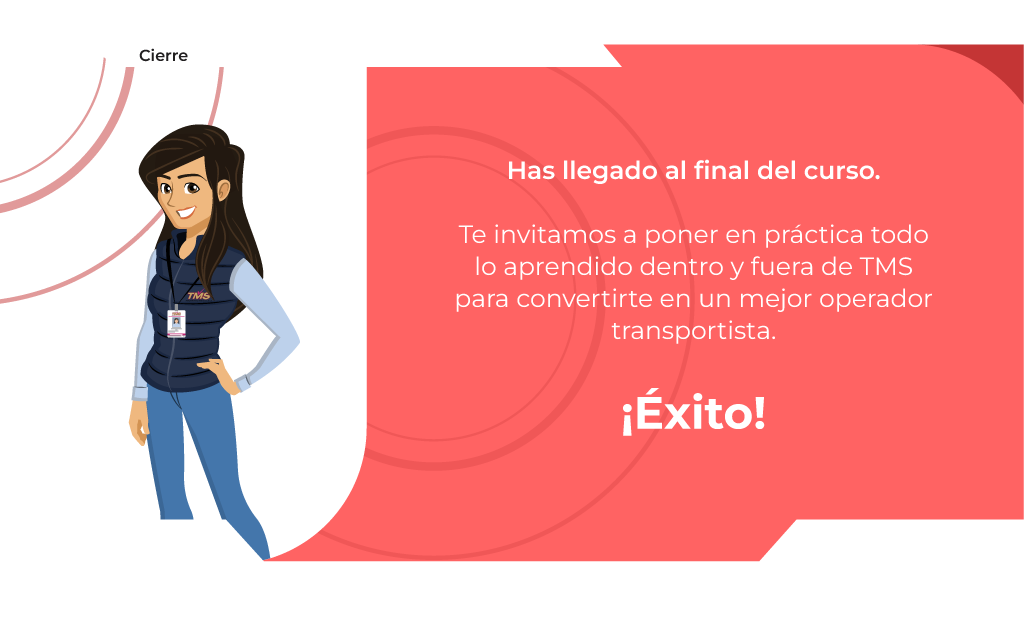 Cierre
Has llegado al final del curso.
Te invitamos a poner en práctica todo
lo aprendido dentro y fuera de TMS
para convertirte en un mejor operador
transportista.
¡Éxito!
TMS